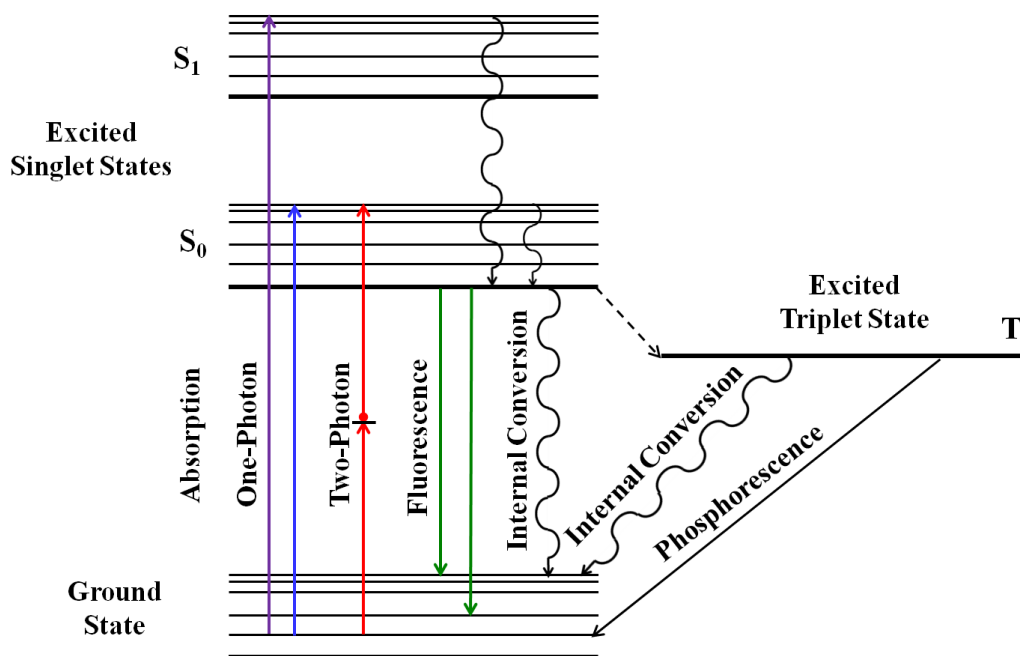 S₁
Excited
Singlet States
S₀
Excited
Triplet State
T
Absorption
One-Photon
Two-Photon
Fluorescence
Internal Conversion
Internal Conversion
Phosphorescence
Ground
State